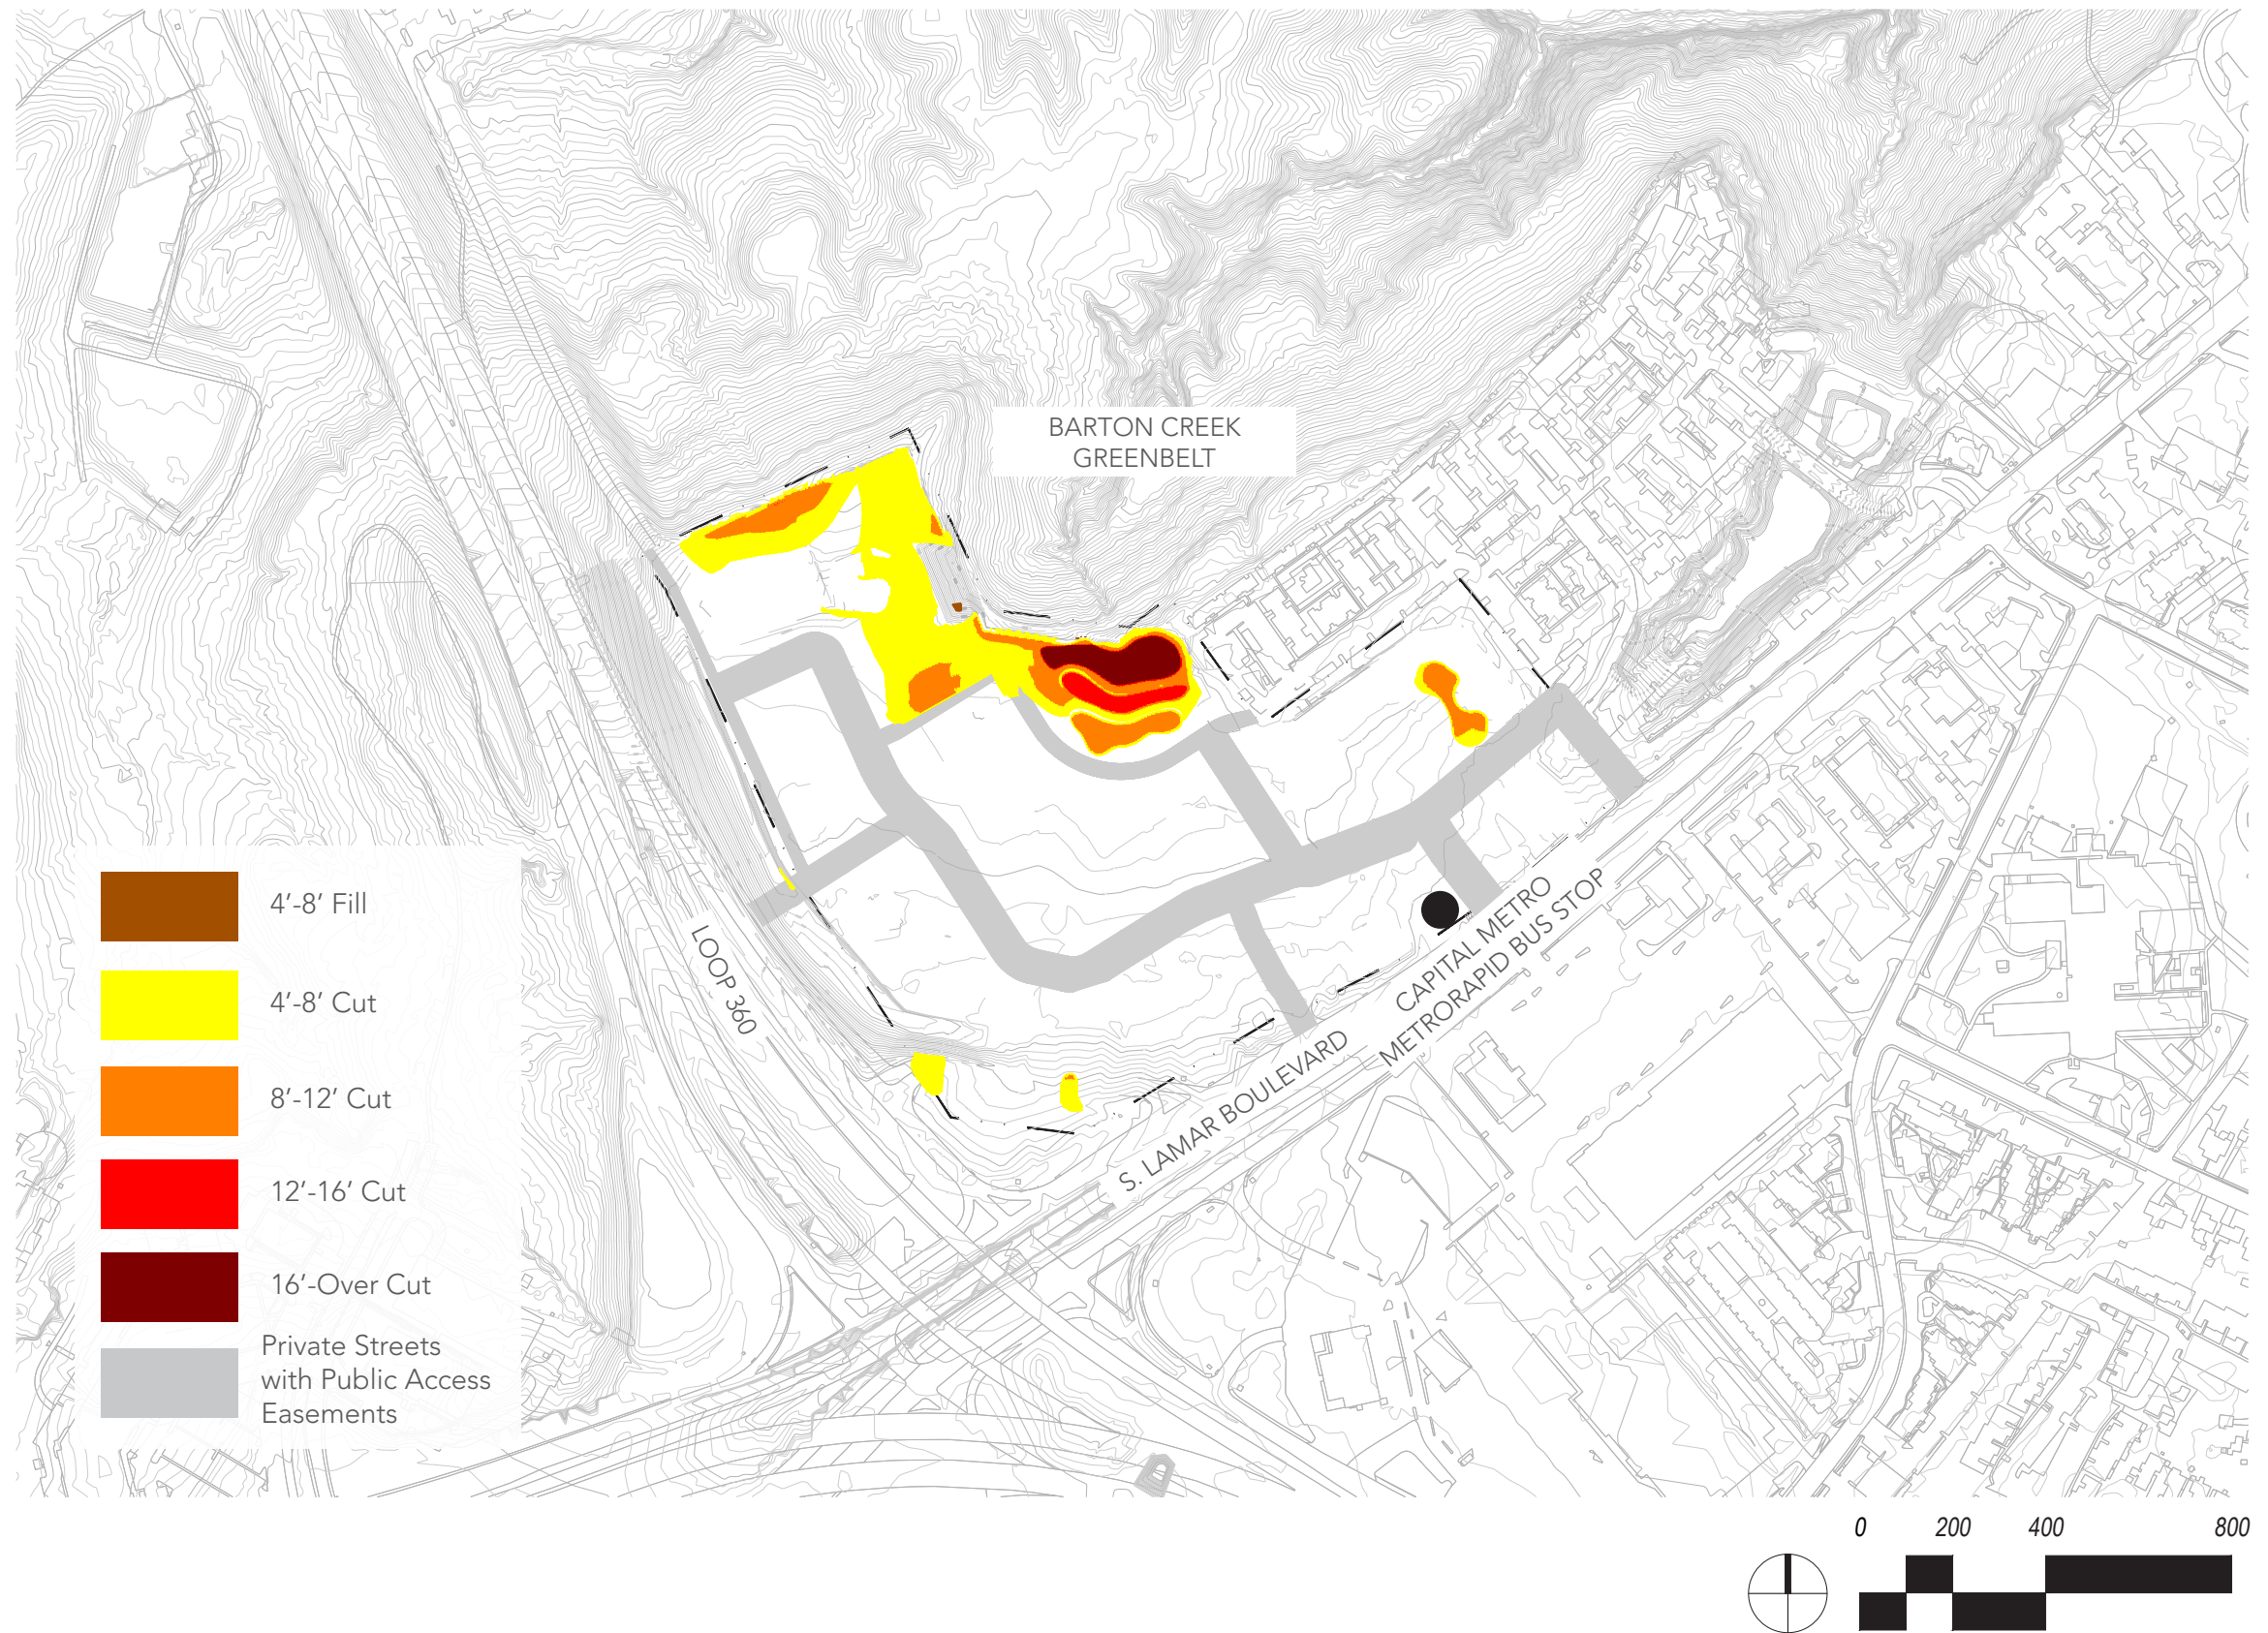 BARTON CREEK
GREENBELT
4’-8’ Fill
4’-8’ Cut
8’-12’ Cut
12’-16’ Cut
16’-Over Cut
Private Streets
with Public Access
Easements
LOOP 360
S. LAMAR BOULEVARD
CAPITAL METRO
METRORAPID BUS STOP
0 200 400 800